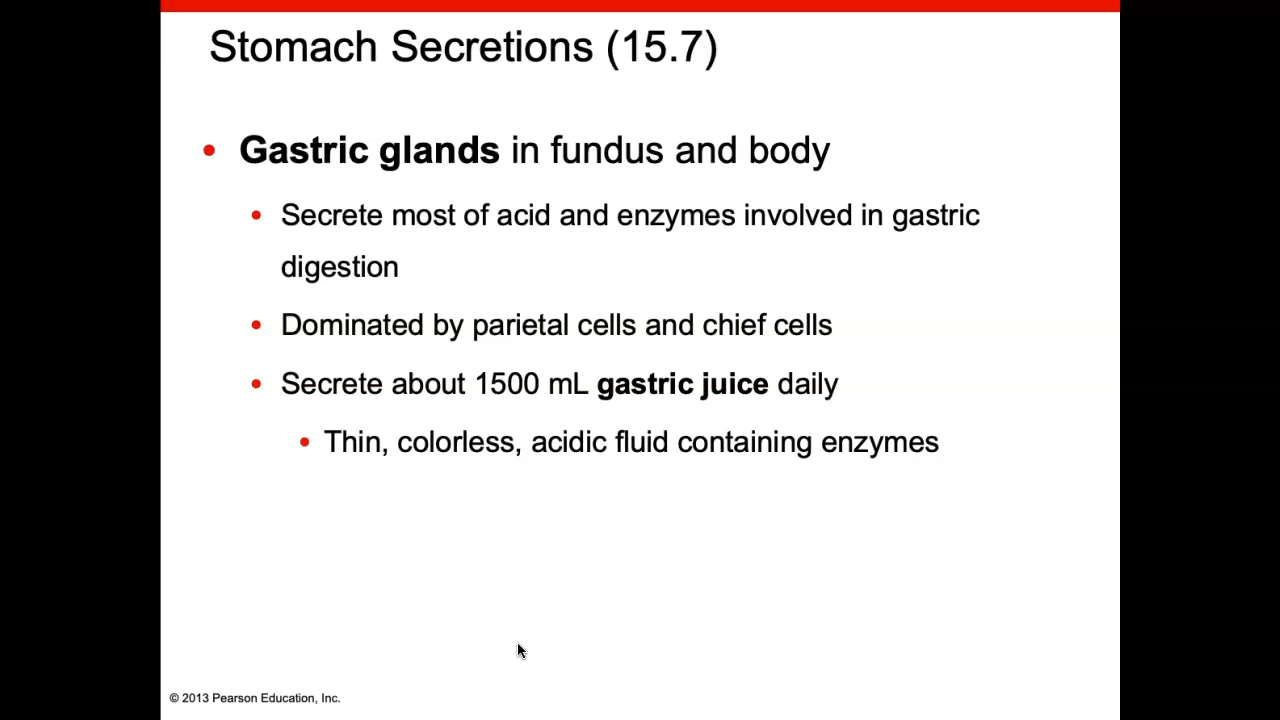 Stomach Secretions (15.7)
• Gastric glands in fundus and body
• Secrete most of acid and enzymes involved in gastric
digestion
• Dominated by parietal cells and chief cells
• Secrete about 1500 mL gastric juice daily
• Thin, colorless, acidic fluid containing enzymes
© 2013 Pearson Education, Inc.